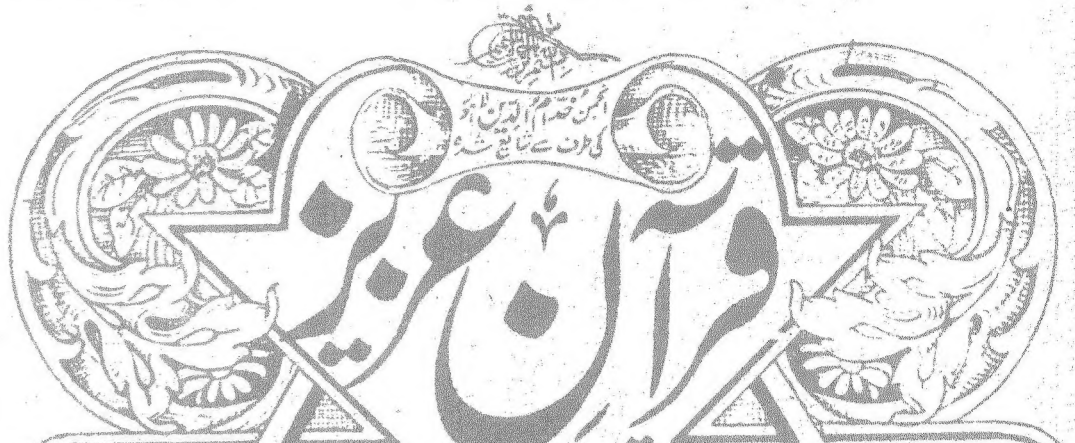 انجمن خدام الدین لاہور
کی طرف سے شائع شدہ
قرآن عزیز